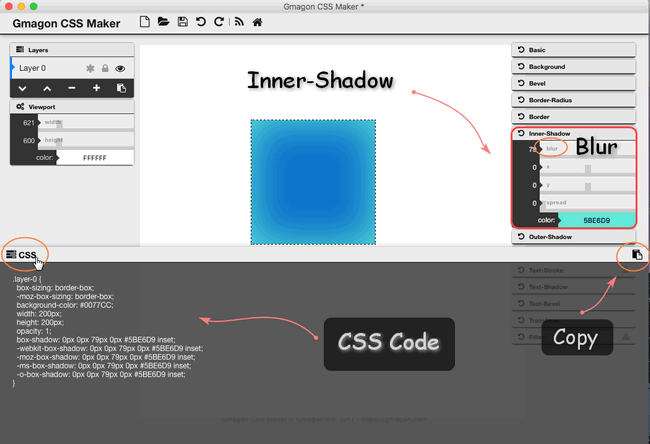 Gmagon CSS Maker *
Gmagon CSS Maker
Layers
Layer 0
Viewport
621 width:
600 height
color: FFFFFF
Inner-Shadow
Basic
Background
Bevel
Border-Radius
Border
Inner-Shadow
Blur
79 blur
0 x
0 y
0 spread
color: 5BE6D9
Outer-Shadow
Text-Stroke
Text-Shadow
Text-Bevel
CSS
.layer-0 {
box-sizing: border-box;
-moz-box-sizing: border-box;
background-color: #0077CC;
width: 200px;
height: 200px;
opacity: 1;
box-shadow: 0px 0px 79px 0px #5BE6D9 inset;
-webkit-box-shadow: 0px 0px 79px 0px #5BE6D9 inset;
-moz-box-shadow: 0px 0px 79px 0px #5BE6D9 inset;
-ms-box-shadow: 0px 0px 79px 0px #5BE6D9 inset;
-o-box-shadow: 0px 0px 79px 0px #5BE6D9 inset;
}
CSS Code
Copy